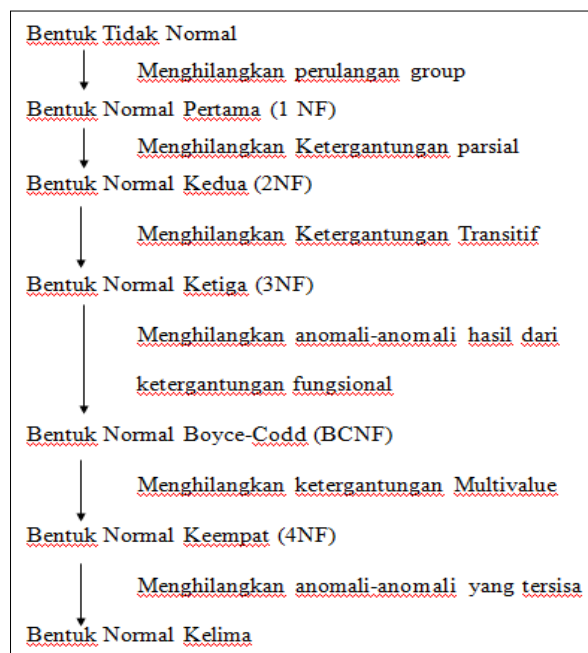 Bentuk Tidak Normal
Menghilangkan perulangan group
Bentuk Normal Pertama (1 NF)
Menghilangkan Ketergantungan parsial
Bentuk Normal Kedua (2NF)
Menghilangkan Ketergantungan Transitif
Bentuk Normal Ketiga (3NF)
Menghilangkan anomali-anomali hasil dari
ketergantungan fungsional
Bentuk Normal Boyce-Codd (BCNF)
Menghilangkan ketergantungan Multivalue
Bentuk Normal Keempat (4NF)
Menghilangkan anomali-anomali yang tersisa
Bentuk Normal Kelima